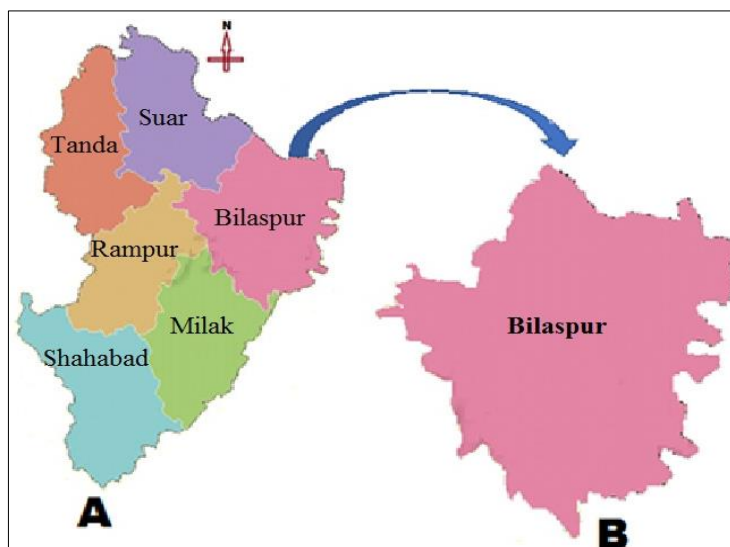 N
Suar
Tanda
Bilaspur
Rampur
Milak
Shahabad
A
Bilaspur
B